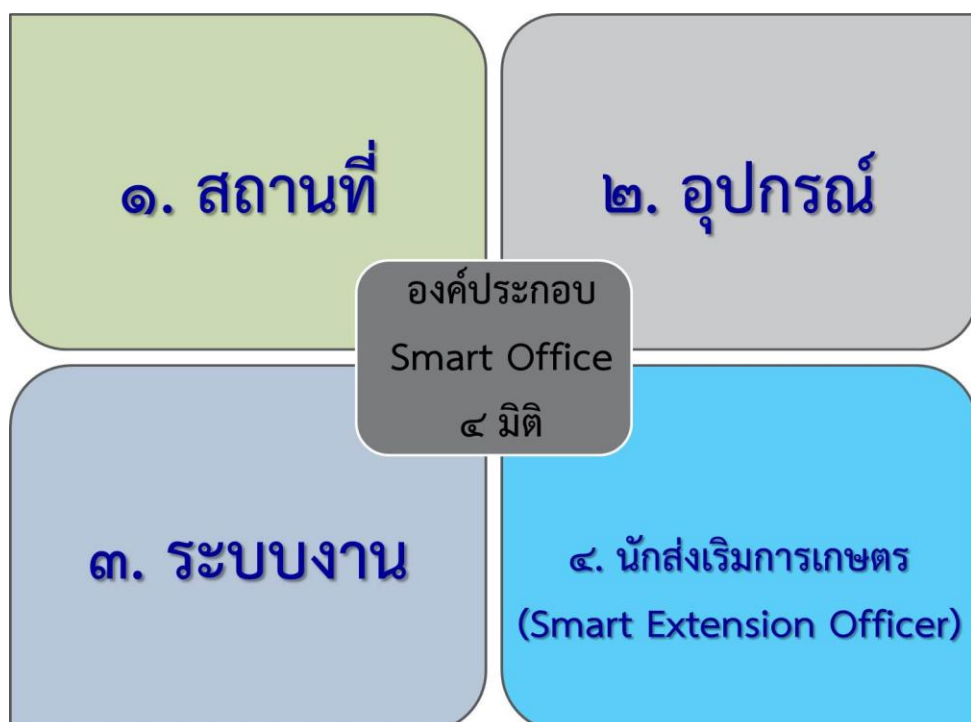 ๑. สถานที่
๒. อุปกรณ์
องค์ประกอบ
Smart Office
๔ มิติ
๓. ระบบงาน
๔. นักส่งเริมการเกษตร
(Smart Extension Officer)